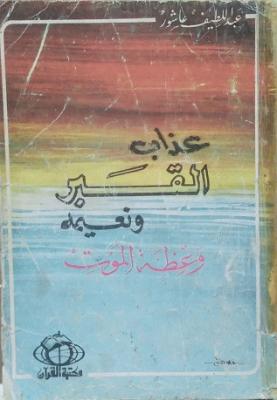 عبد اللطيف عاشور
عذاب
القبر
ونعيمه
وعظة الموت
مكتبة القرآن